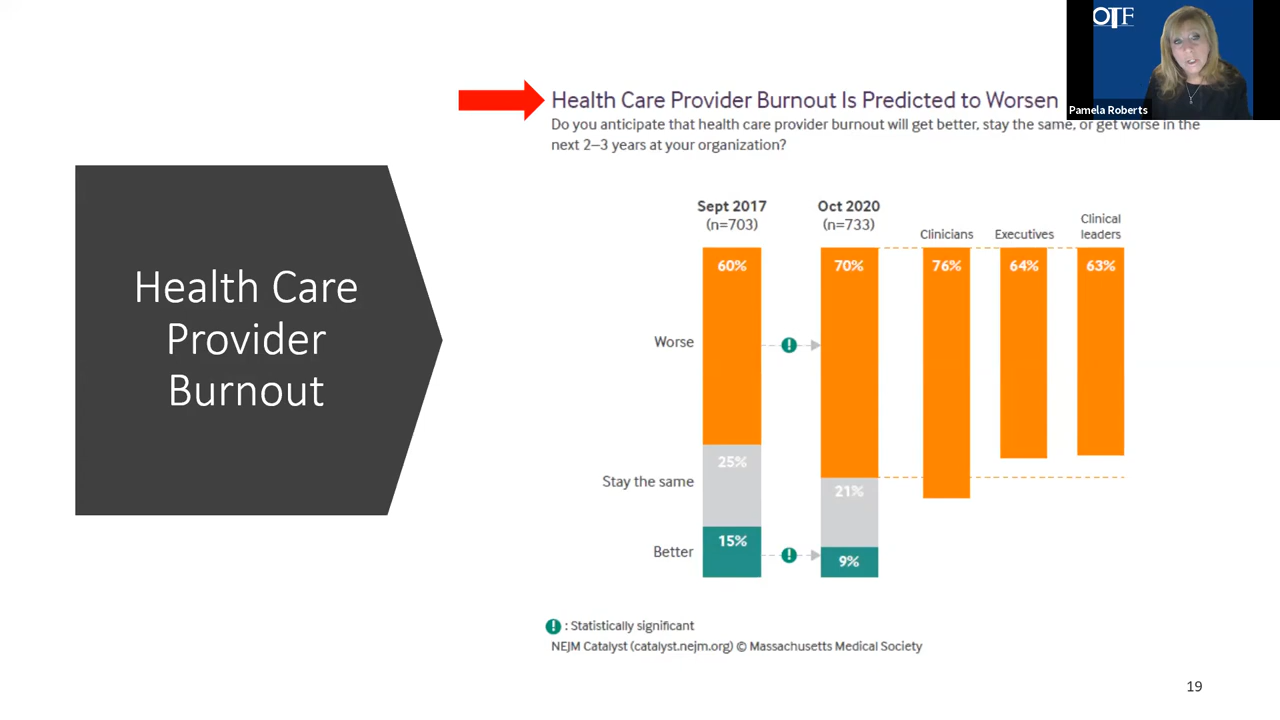 OTF
Pamela Roberts
Health Care
Provider
Burnout
Health Care Provider Burnout Is Predicted to Worsen
Do you anticipate that health care provider burnout will get better, stay the same, or get worse in the
next 2–3 years at your organization?
Sept 2017
(n=703)
Oct 2020
(n=733)
Clinicians
Executives
Clinical
leaders
60%
70%
76%
64%
63%
Worse
25%
Stay the same
21%
15%
Better
9%
! : Statistically significant
NEJM Catalyst (catalyst.nejm.org) © Massachusetts Medical Society
19